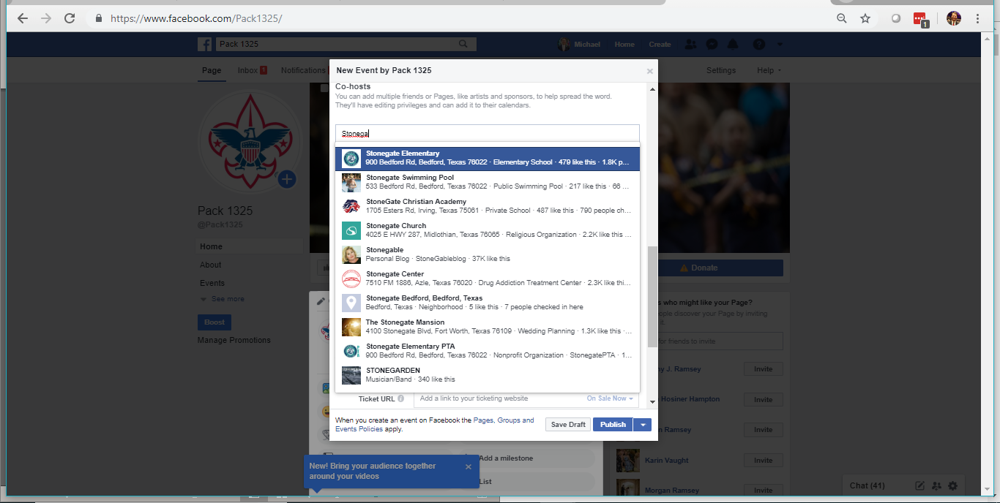 https://www.facebook.com/Pack1325/
1
Pack 1325
Michael
Home
Create
Page
Inbox 1
Notifications
Settings
Help
New Event by Pack 1325
Co-hosts
You can add multiple friends or Pages, like artists and sponsors, to help spread the word.
They'll have editing privileges and can add it to their calendars.
Stonega
Stonegate Elementary
900 Bedford Rd, Bedford, Texas 76022 · Elementary School · 479 like this · 1.8K p...
Stonegate Swimming Pool
533 Bedford Rd, Bedford, Texas 76022 · Public Swimming Pool · 217 like this · 66 ...
StoneGate Christian Academy
1705 Esters Rd, Irving, Texas 75061 · Private School · 487 like this · 790 people ch...
Stonegate Church
4025 E HWY 287, Midlothian, Texas 76065 · Religious Organization · 2.2K like this ...
Stonegable
Personal Blog · StoneGableblog · 37K like this
Stonegate Center
7510 FM 1886, Azle, Texas 76020 · Drug Addiction Treatment Center · 2.3K like thi...
Stonegate Bedford, Bedford, Texas
Bedford, Texas · Neighborhood · 5 like this · 7 people checked in here
The Stonegate Mansion
4100 Stonegate Blvd, Fort Worth, Texas 76109 · Wedding Planning · 1.3K like this ·...
Stonegate Elementary PTA
900 Bedford Rd, Bedford, Texas 76022 · Nonprofit Organization · StonegatePTA · 1...
STONEGARDEN
Musician/Band · 340 like this
Ticket URL
Add a link to your ticketing website
On Sale Now
When you create an event on Facebook the Pages, Groups and
Events Policies apply.
Save Draft
Publish
Pack 1325
@Pack1325
Home
About
Events
See more
Boost
Manage Promotions
Donate
s who might like your Page?
eople discover your Page by inviting
it.
for friends to invite
y J. Ramsey
Invite
Hosiner Hampton
Invite
n Ramsey
Invite
Karin Vaught
Invite
Morgan Ramsey
Invite
New! Bring your audience together
around your videos
Add a milestone
List
Chat (41)